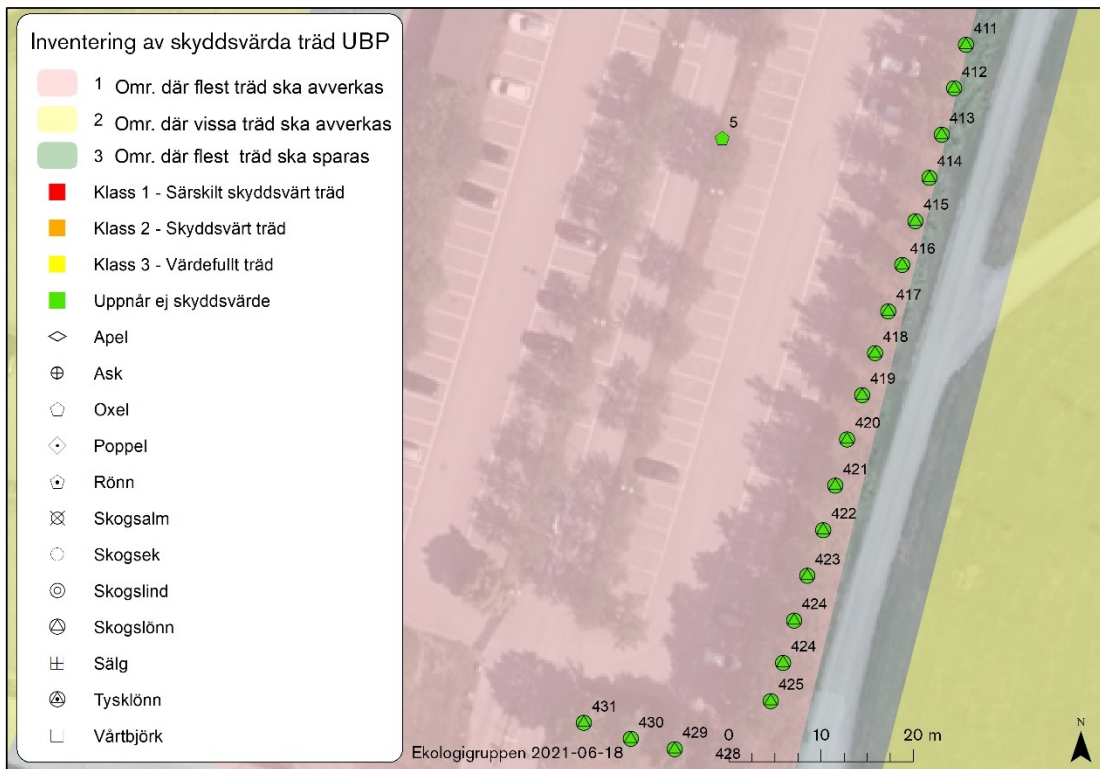 Inventering av skyddsvärda träd UBP
1 Omr. där flest träd ska avverkas
2 Omr. där vissa träd ska avverkas
3 Omr. där flest träd ska sparas
Klass 1 - Särskilt skyddsvärt träd
Klass 2 - Skyddsvärt träd
Klass 3 - Värdefullt träd
Uppnår ej skyddsvärde
Apel
Ask
Oxel
Poppel
Rönn
Skogsalm
Skogsek
Skogslind
Skogslönn
Sälg
Tysklönn
Vårtbjörk
5
411
412
413
414
415
416
417
418
419
420
421
422
423
424
424
425
431
430
429
428
Ekologigruppen 2021-06-18
0 10 20 m
N